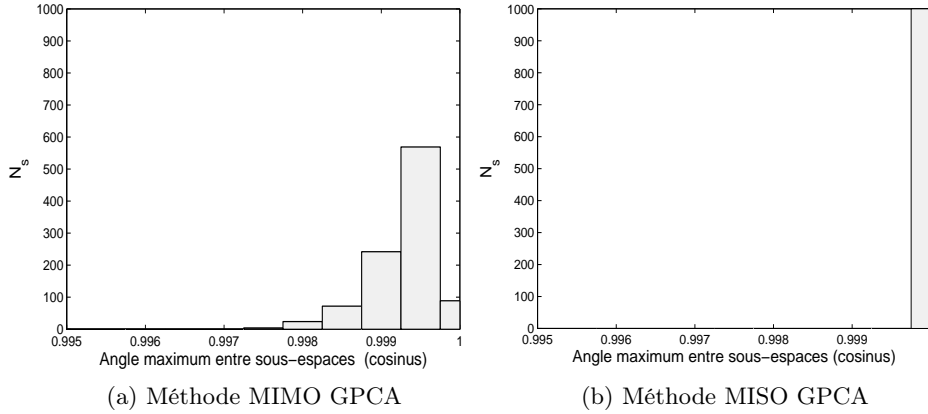 1000
900
800
700
600
500
400
300
200
100
0
N_s
0.995 0.996 0.997 0.998 0.999 1
Angle maximum entre sous−espaces (cosinus)
(a) Méthode MIMO GPCA
1000
900
800
700
600
500
400
300
200
100
0
N_s
0.995 0.996 0.997 0.998 0.999
Angle maximum entre sous−espaces (cosinus)
(b) Méthode MISO GPCA